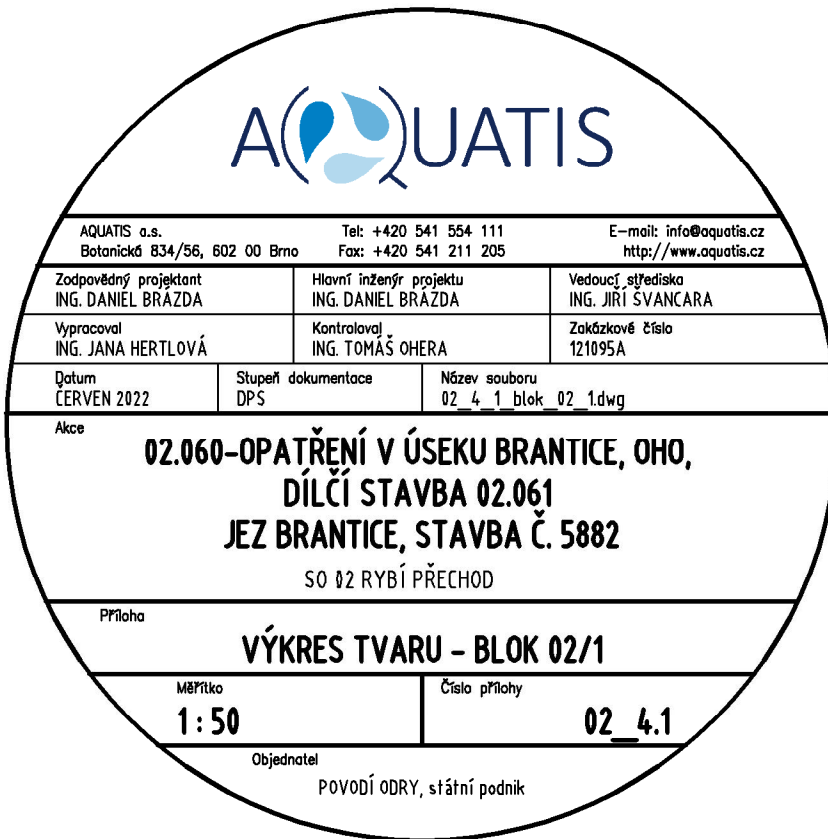 AQUATIS
AQUATIS a.s. Tel: +420 541 554 111 E-mail: info@aquatis.cz
Botanická 834/56, 602 00 Brno Fax: +420 541 211 205 http://www.aquatis.cz
Zodpovědný projektant Hlavní inženýr projektu Vedoucí střediska
ING. DANIEL BRÁZDA ING. DANIEL BRÁZDA ING. JIŘÍ ŠVANCARA
Vypracoval Kontroloval Zakázkové číslo
ING. JANA HERTLOVÁ ING. TOMÁŠ OHERA 121095A
Datum Stupeň dokumentace Název souboru
ČERVEN 2022 DPS 02_4_1_blok_02_1.dwg
Akce
02.060-OPATŘENÍ V ÚSEKU BRANTICE, OHO,
DÍLČÍ STAVBA 02.061
JEZ BRANTICE, STAVBA Č. 5882
SO 02 RYBÍ PŘECHOD
Příloha
VÝKRES TVARU - BLOK 02/1
Měřítko Číslo přílohy
1:50 02_4.1
Objednatel
POVODÍ ODRY, státní podnik